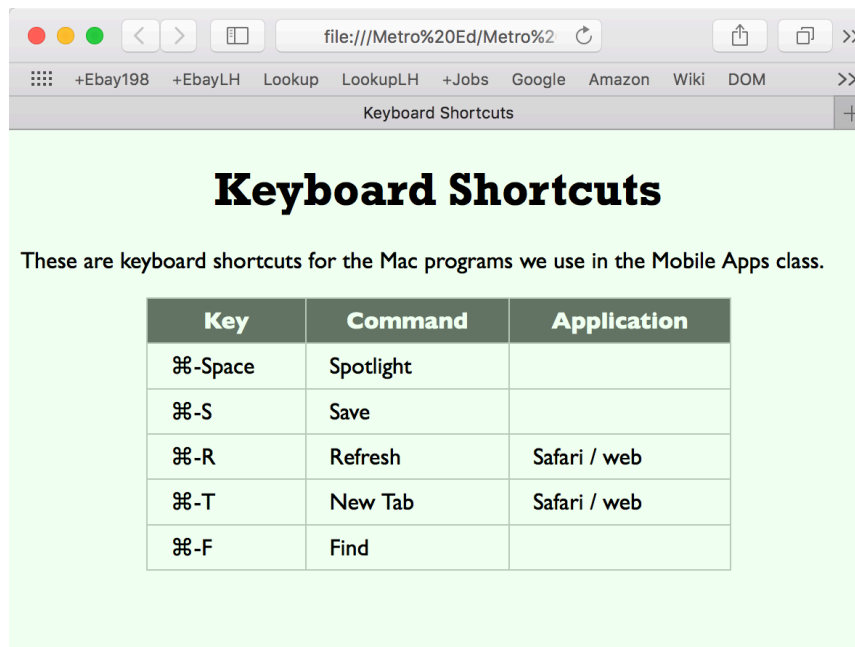 file:///Metro%20Ed/Metro%2
+Ebay198 +EbayLH Lookup LookupLH +Jobs Google Amazon Wiki DOM >>
Keyboard Shortcuts
Keyboard Shortcuts
These are keyboard shortcuts for the Mac programs we use in the Mobile Apps class.
Key Command Application
⌘-Space Spotlight
⌘-S Save
⌘-R Refresh Safari / web
⌘-T New Tab Safari / web
⌘-F Find